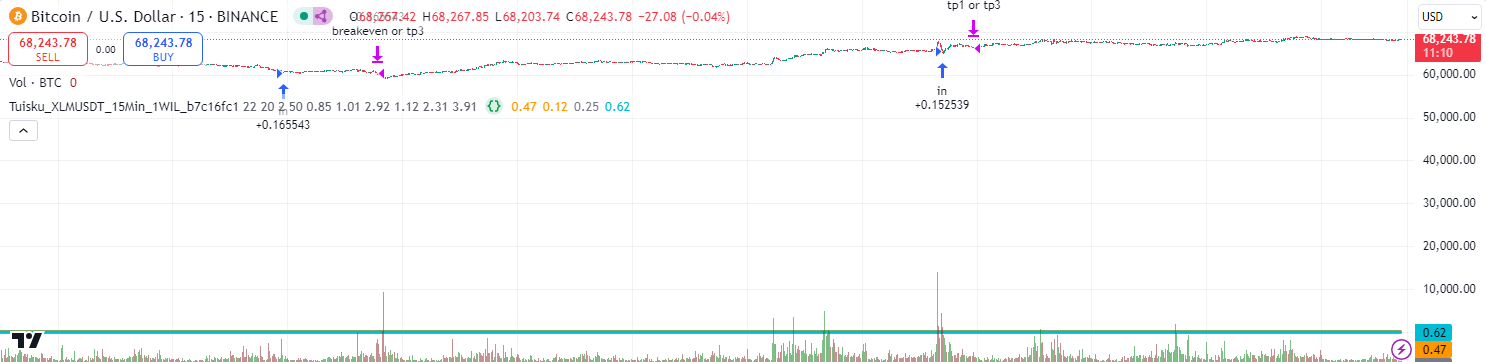 Bitcoin / U.S. Dollar · 15 · BINANCE
O68,267.42 H68,267.85 L68,203.74 C68,243.78 −27.08 (−0.04%)
USD
68,243.78
SELL
0.00
68,243.78
BUY
Vol · BTC 0
Tuisku_XLMUSDT_15Min_1WIL_b7c16fc1 22 20 2.50 0.85 1.01 2.92 1.12 2.31 3.91 {} 0.47 0.12 0.25 0.62
breakeven or tp3
tp1 or tp3
in
+0.165543
in
+0.152539
68,243.78
11:10
60,000.00
50,000.00
40,000.00
30,000.00
20,000.00
10,000.00
0.62
0.47